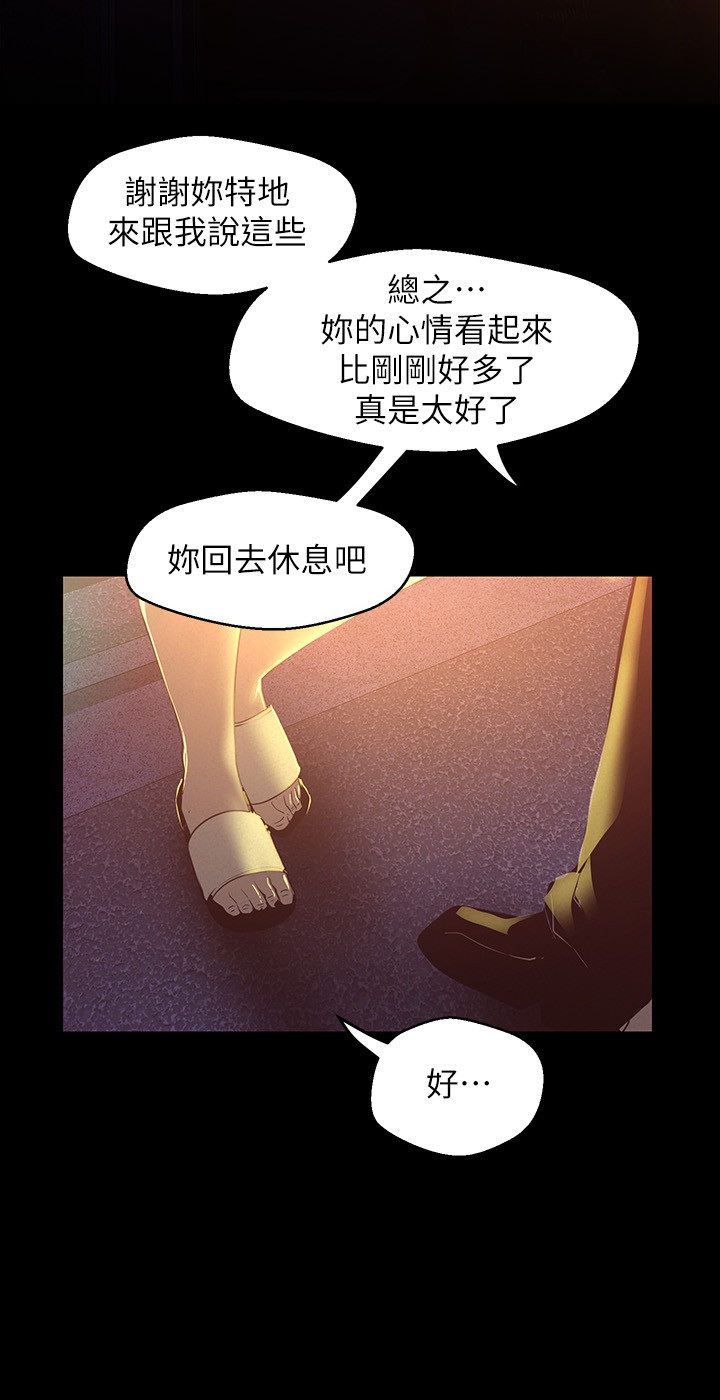 謝謝妳特地
來跟我說這些
總之⋯
妳的心情看起來
比剛剛好多了
真是太好了
妳回去休息吧
好⋯